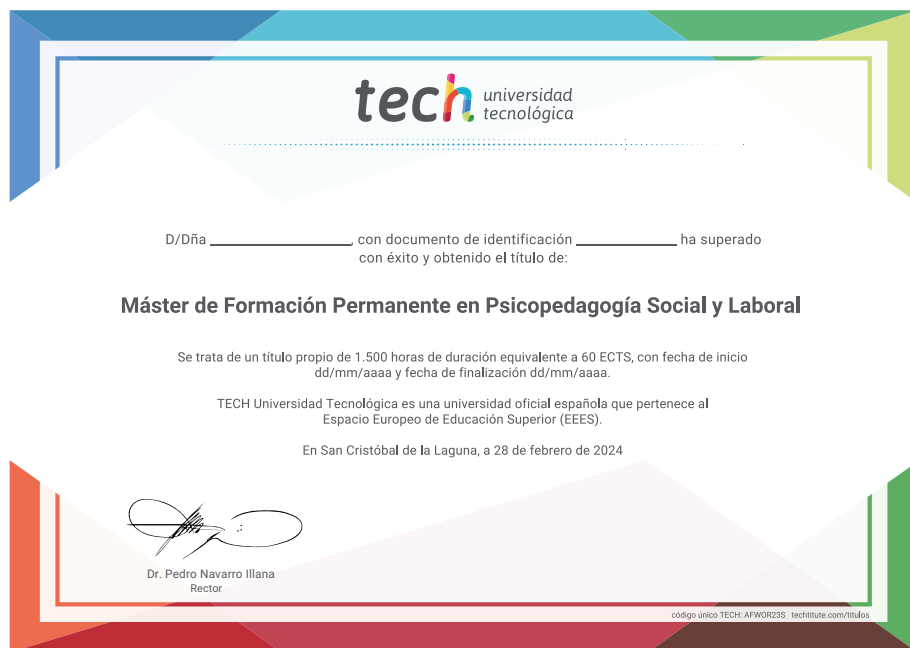 tech universidad
tecnológica
D/Dña ______________, con documento de identificación __________ ha superado
con éxito y obtenido el título de:
Máster de Formación Permanente en Psicopedagogía Social y Laboral
Se trata de un título propio de 1.500 horas de duración equivalente a 60 ECTS, con fecha de inicio
dd/mm/aaaa y fecha de finalización dd/mm/aaaa.
TECH Universidad Tecnológica es una universidad oficial española que pertenece al
Espacio Europeo de Educación Superior (EEES).
En San Cristóbal de la Laguna, a 28 de febrero de 2024
Dr. Pedro Navarro Illana
Rector
código único TECH: AFWOR23S techtitute.com/titulos